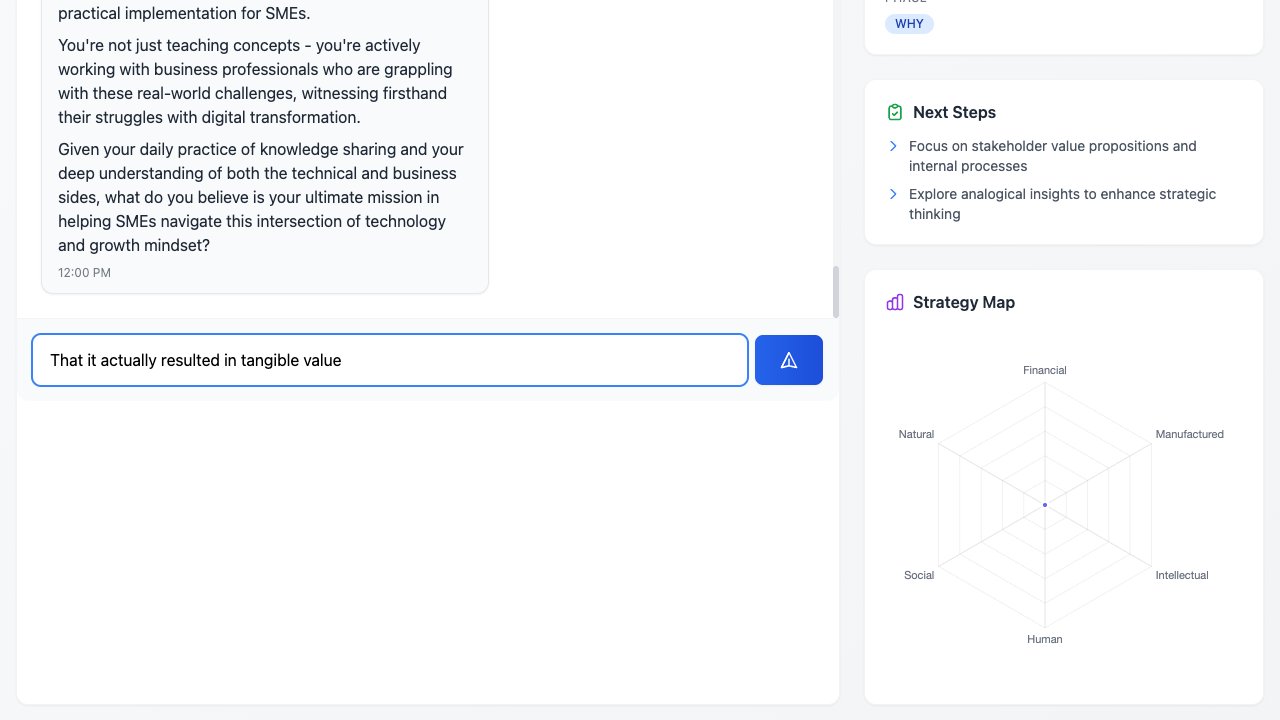 practical implementation for SMEs.
You're not just teaching concepts - you're actively
working with business professionals who are grappling
with these real-world challenges, witnessing firsthand
their struggles with digital transformation.
Given your daily practice of knowledge sharing and your
deep understanding of both the technical and business
sides, what do you believe is your ultimate mission in
helping SMEs navigate this intersection of technology
and growth mindset?
12:00 PM
That it actually resulted in tangible value
WHY
Next Steps
Focus on stakeholder value propositions and
internal processes
Explore analogical insights to enhance strategic
thinking
Strategy Map
Financial
Natural
Manufactured
Social
Intellectual
Human